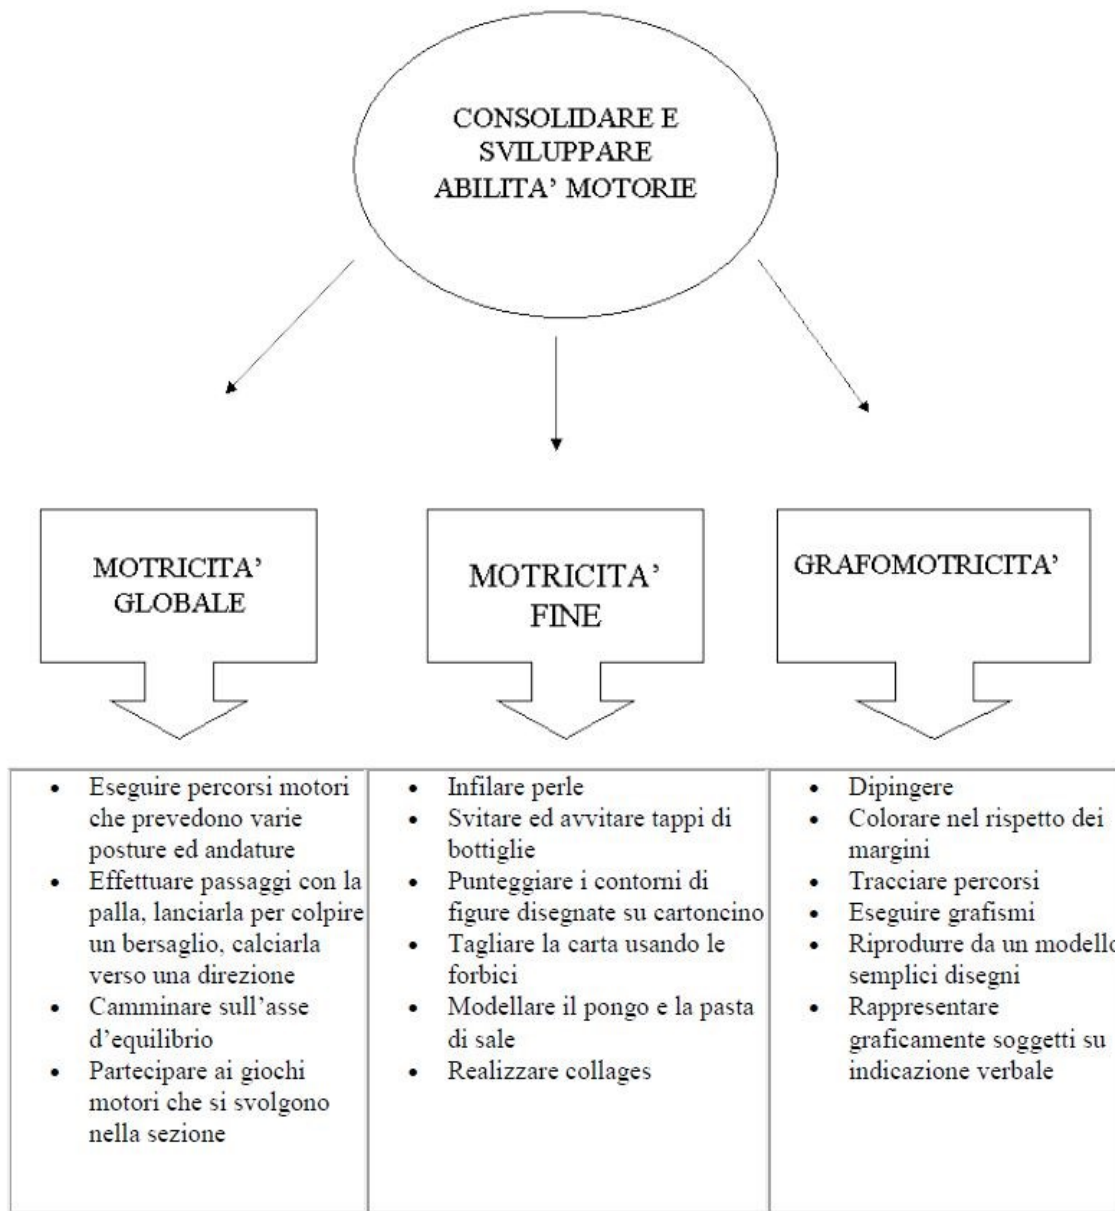 CONSOLIDARE E
SVILUPPARE
ABILITA' MOTORIE
MOTRICITA'
GLOBALE
MOTRICITA'
FINE
GRAFOMOTRICITA'
• Eseguire percorsi motori
che prevedono varie
posture ed andature
• Effettuare passaggi con la
palla, lanciarla per colpire
un bersaglio, calciarla
verso una direzione
• Camminare sull'asse
d'equilibrio
• Partecipare ai giochi
motori che si svolgono
nella sezione
• Infilare perle
• Svitare ed avvitare tappi di
bottiglie
• Punteggiare i contorni di
figure disegnate su cartoncino
• Tagliare la carta usando le
forbici
• Modellare il pongo e la pasta
di sale
• Realizzare collages
• Dipingere
• Colorare nel rispetto dei
margini
• Tracciare percorsi
• Eseguire grafismi
• Riprodurre da un modello
semplici disegni
• Rappresentare
graficamente soggetti su
indicazione verbale